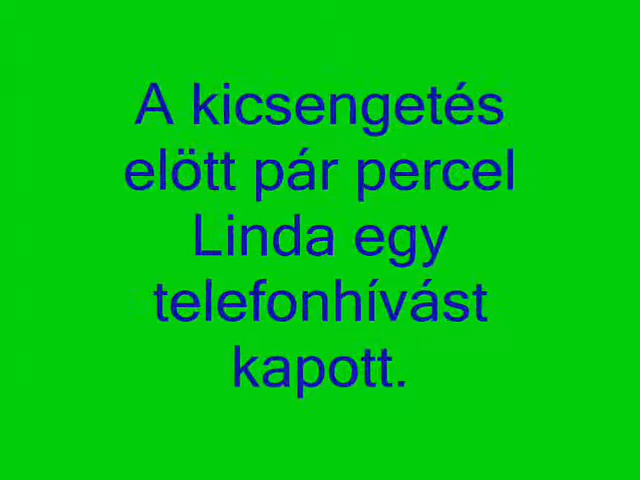 A kicsengetés
elött pár percel
Linda egy
telefonhívást
kapott.